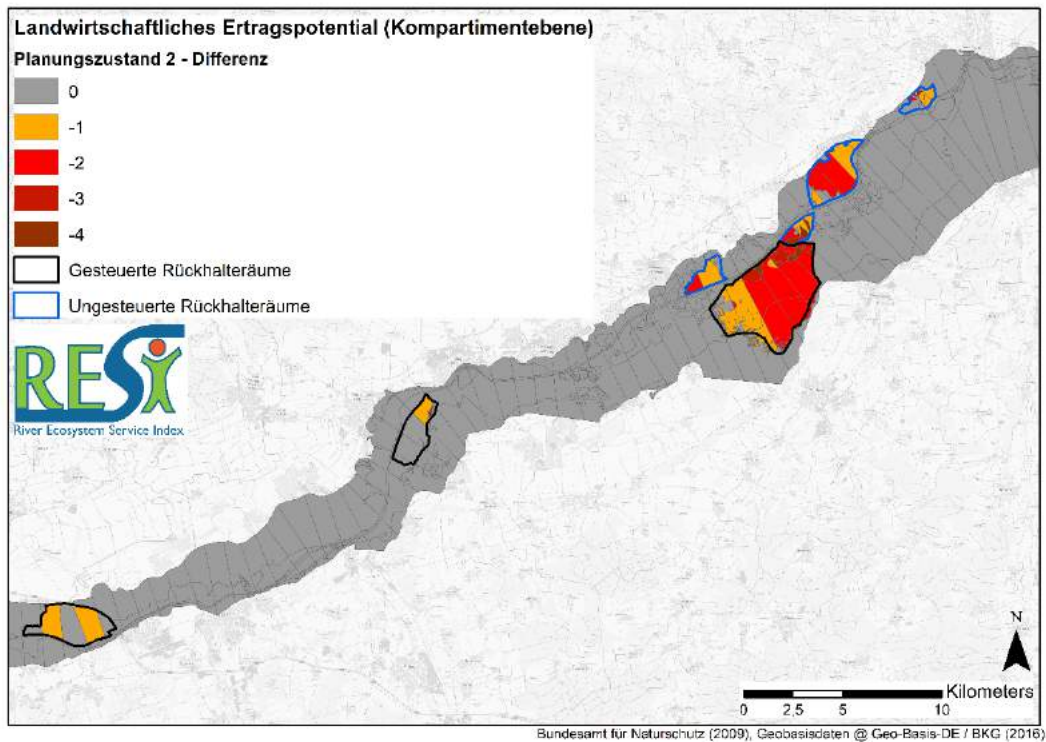 Landwirtschaftliches Ertragspotential (Kompartimentebene)
Planungszustand 2 - Differenz
0
-1
-2
-3
-4
Gesteuerte Rückhalteräume
Ungesteuerte Rückhalteräume
RESI
River Ecosystem Service Index
N
Kilometers
0 2,5 5 10
Bundesamt für Naturschutz (2009), Geobasisdaten @ Geo-Basis-DE / BKG (2016)